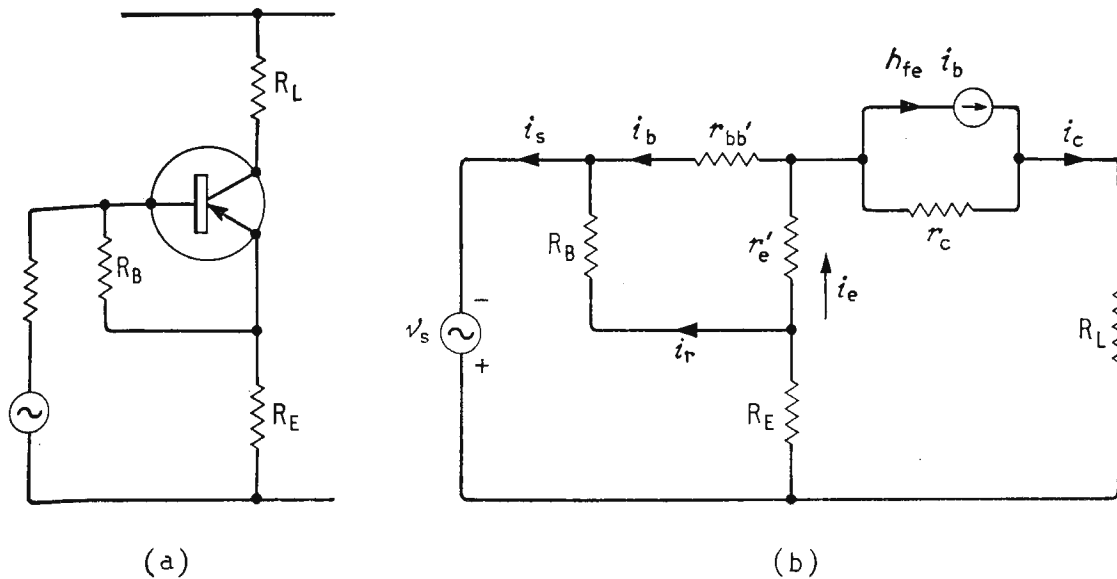 R_L
R_B
R_E
(a)
h_fe i_b
i_s
i_b
r_bb'
i_c
r_c
R_B
r_e'
i_e
ν_s
-
+
i_r
R_E
R_L
(b)